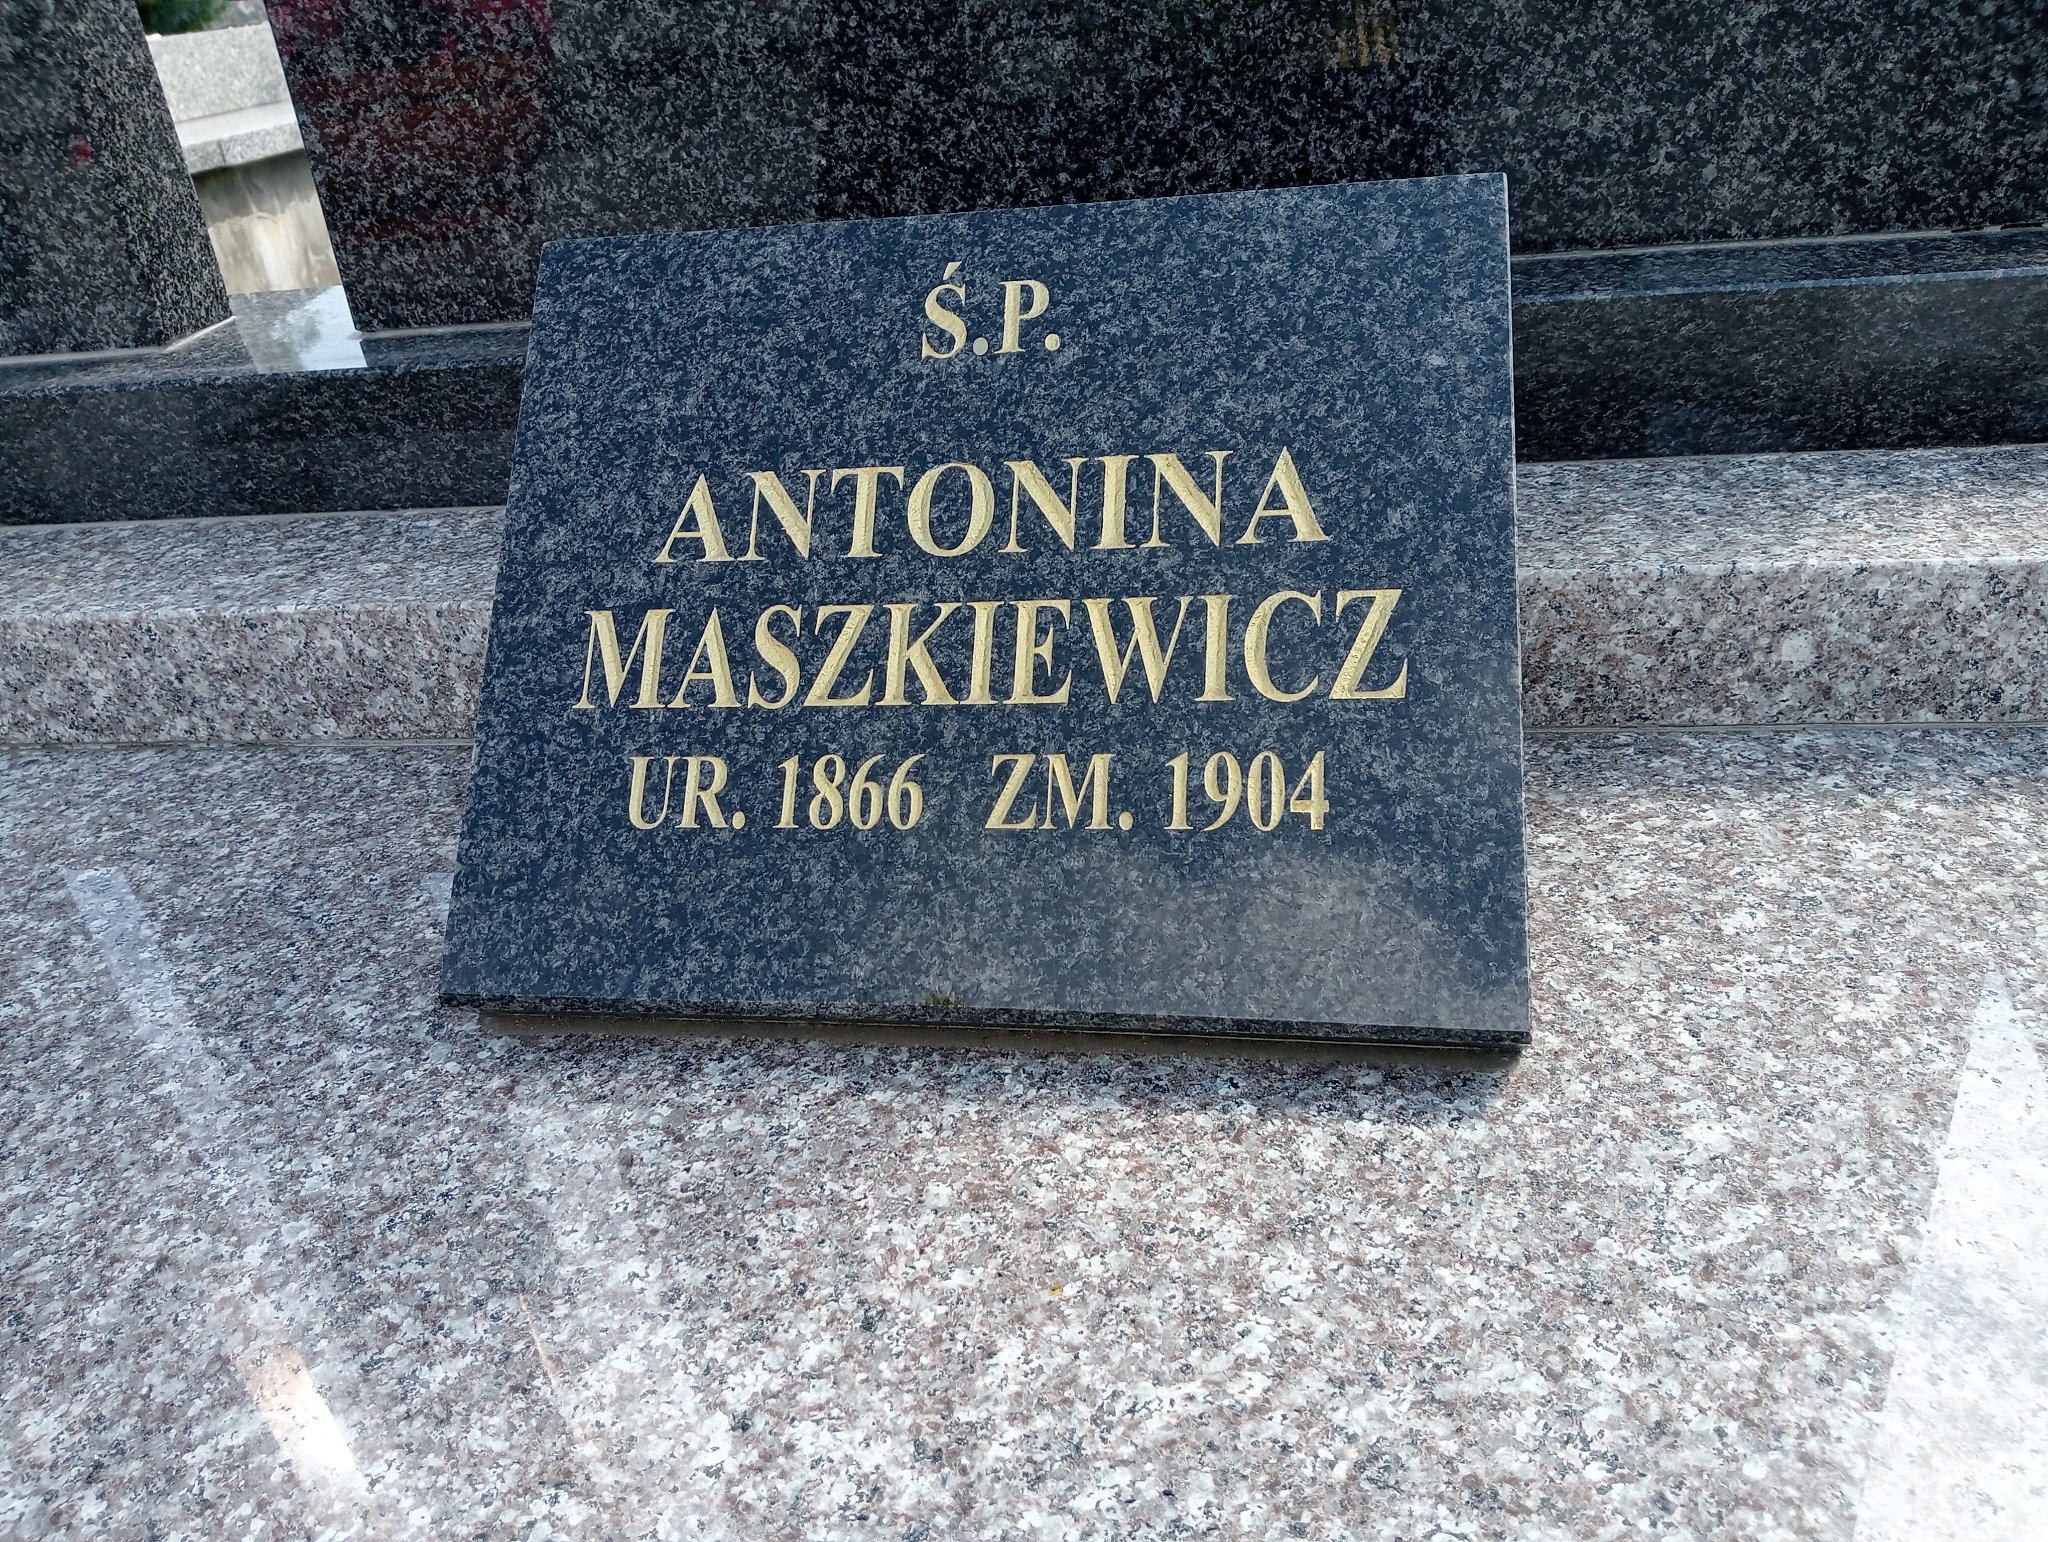 Ś.P.
ANTONINA
MASZKIEWICZ
UR. 1866 ZM. 1904